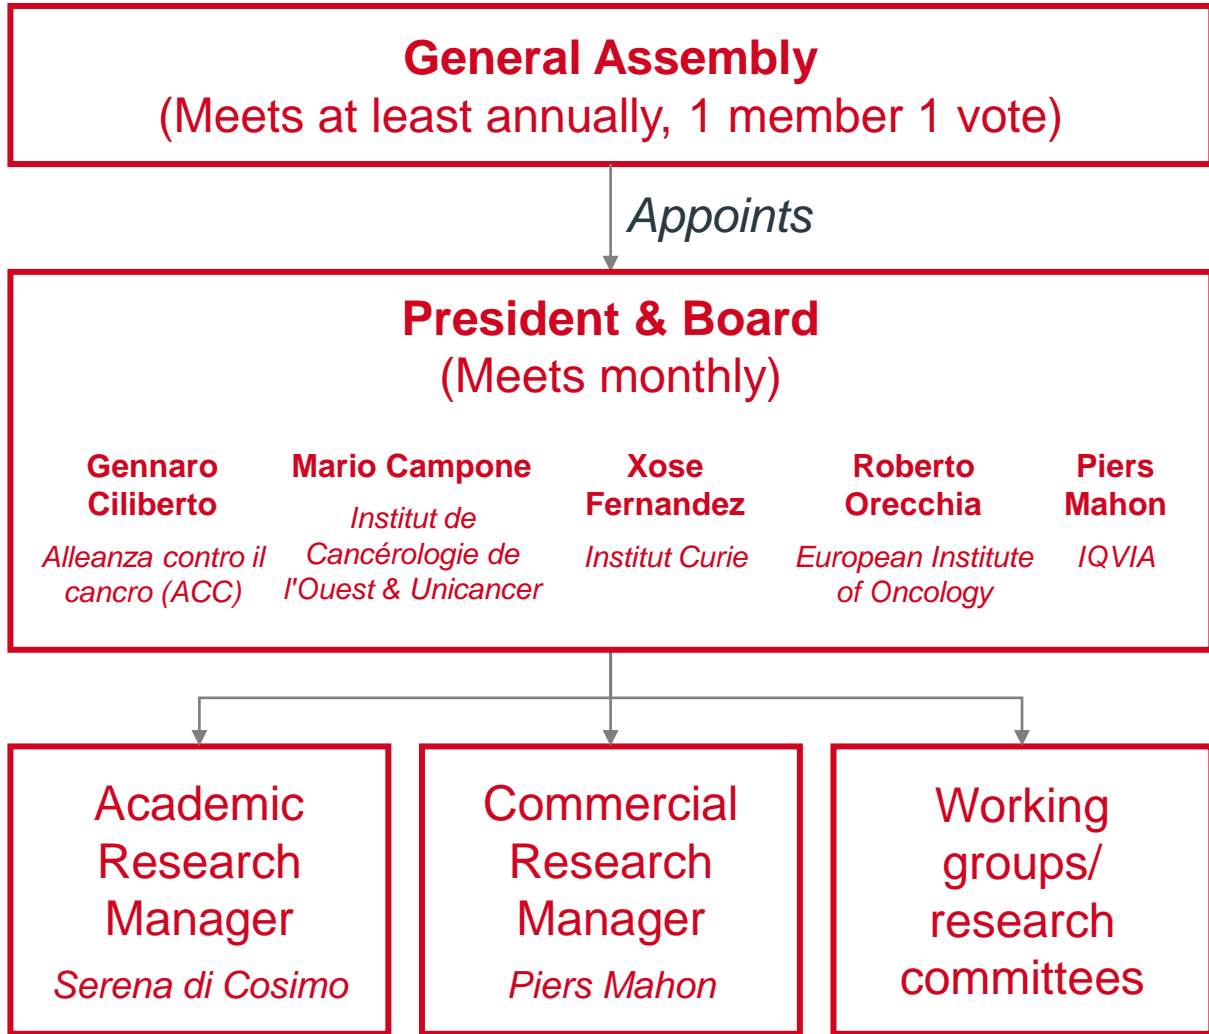 General Assembly
(Meets at least annually, 1 member 1 vote)
Appoints
President & Board
(Meets monthly)
Gennaro
Ciliberto
Alleanza contro il
cancro (ACC)
Mario Campone
Institut de
Cancérologie de
l'Ouest & Unicancer
Xose
Fernandez
Institut Curie
Roberto
Orecchia
European Institute
of Oncology
Piers
Mahon
IQVIA
Academic
Research
Manager
Serena di Cosimo
Commercial
Research
Manager
Piers Mahon
Working
groups/
research
committees